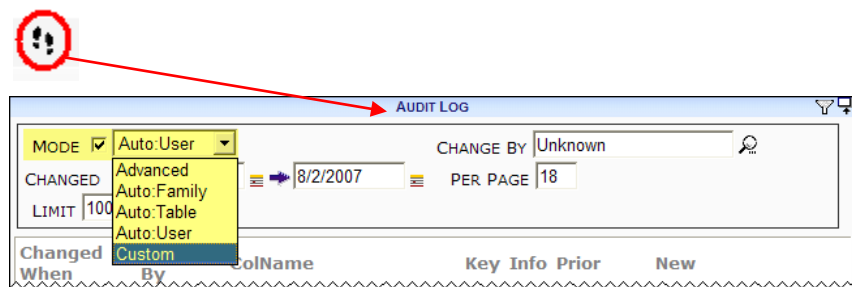 AUDIT LOG
MODE Auto:User CHANGE BY Unknown
CHANGED 8/2/2007 PER PAGE 18
LIMIT 100
Advanced
Auto:Family
Auto:Table
Auto:User
Custom
Changed When By ColName Key Info Prior New